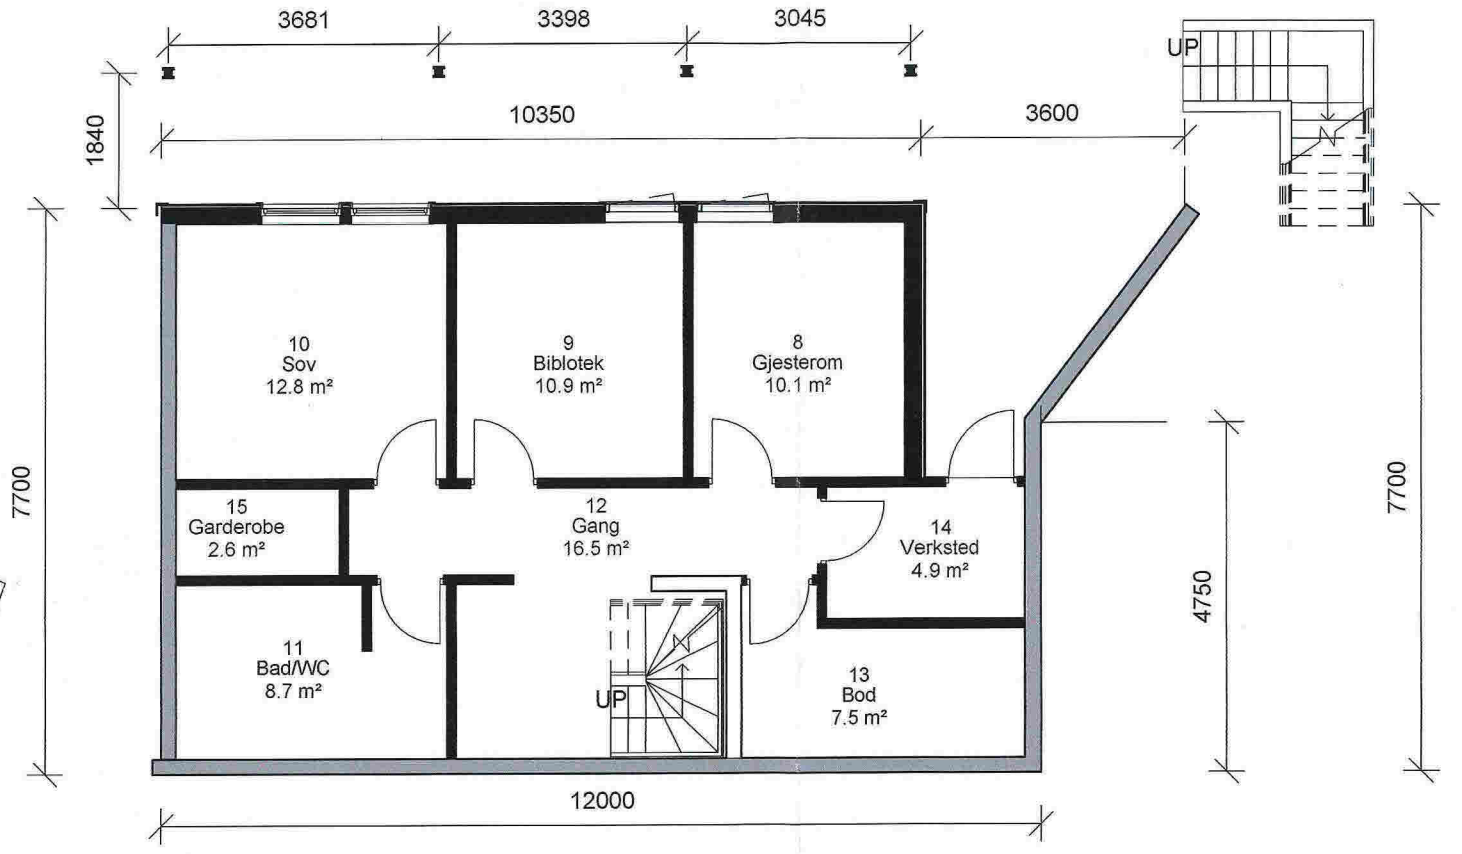 3681
3398
3045
UP
10350
3600
1840
10
Sov
12.8 m²
9
Biblotek
10.9 m²
8
Gjesterom
10.1 m²
7700
7700
15
Garderobe
2.6 m²
12
Gang
16.5 m²
14
Verksted
4.9 m²
4750
11
Bad/WC
8.7 m²
UP
13
Bod
7.5 m²
12000